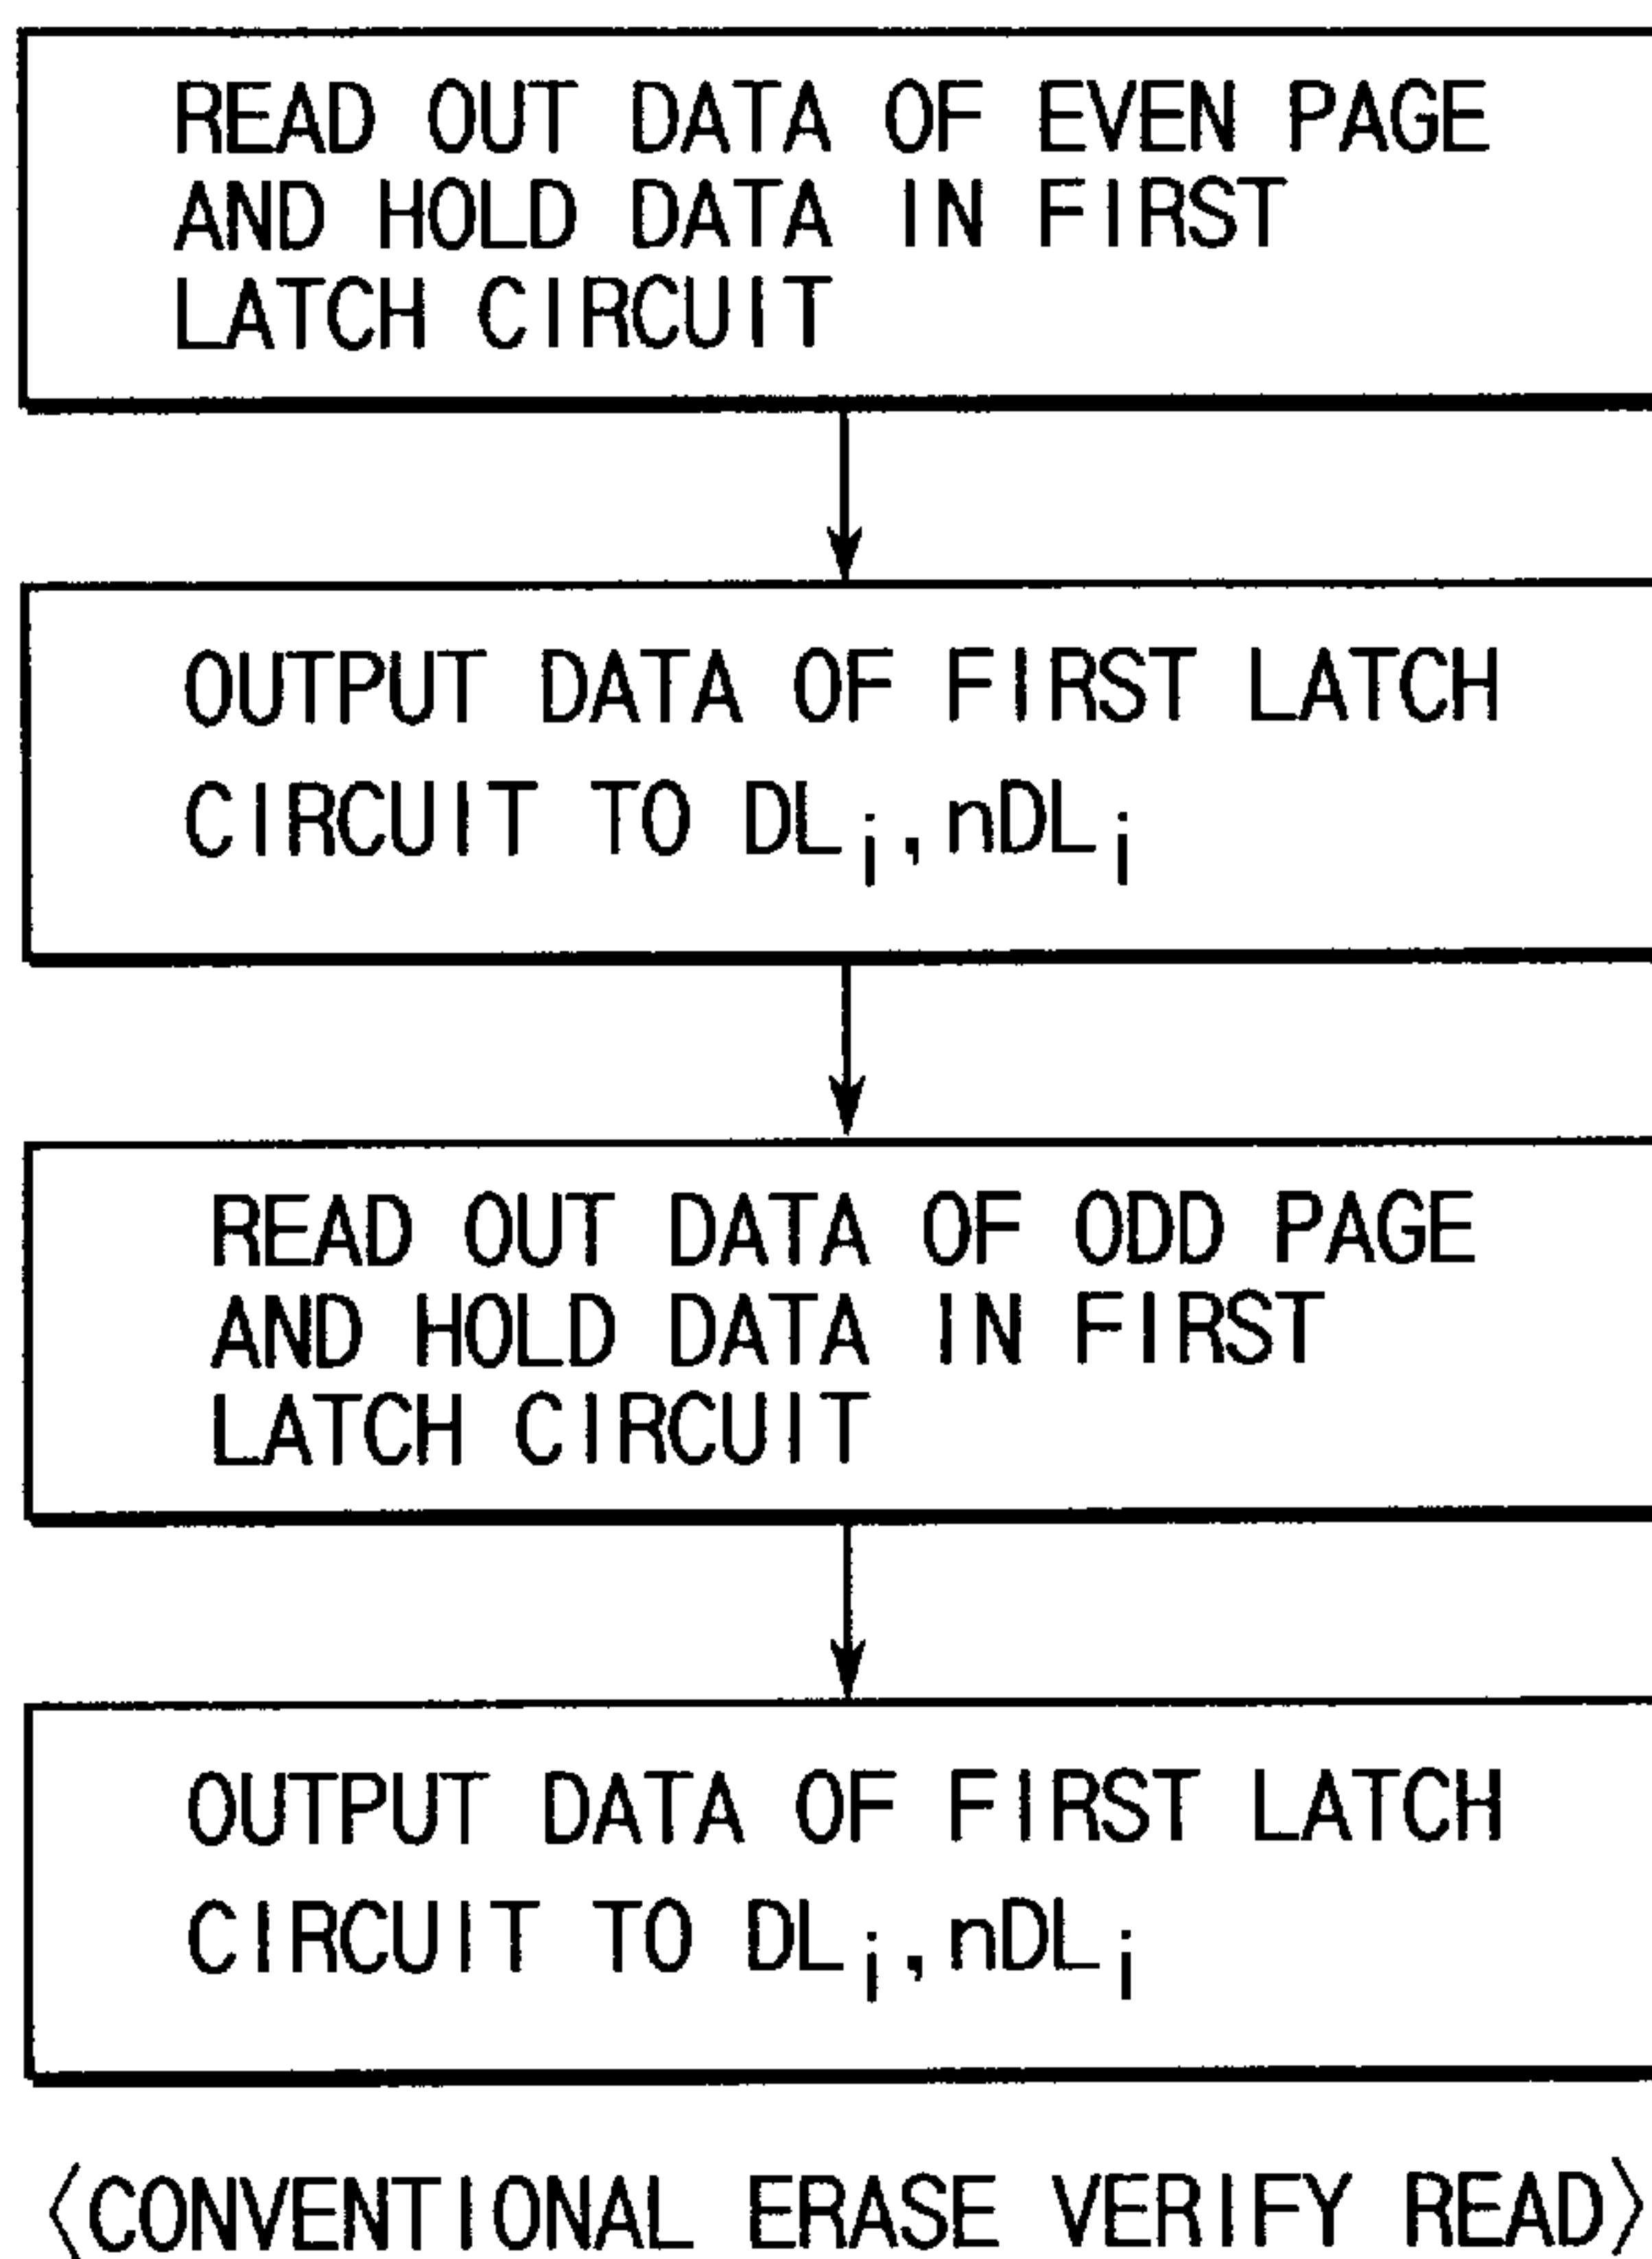 READ OUT DATA OF EVEN PAGE
AND HOLD DATA IN FIRST
LATCH CIRCUIT
OUTPUT DATA OF FIRST LATCH
CIRCUIT TO DLi,nDLi
READ OUT DATA OF ODD PAGE
AND HOLD DATA IN FIRST
LATCH CIRCUIT
OUTPUT DATA OF FIRST LATCH
CIRCUIT TO DLi,nDLi
〈CONVENTIONAL ERASE VERIFY READ〉